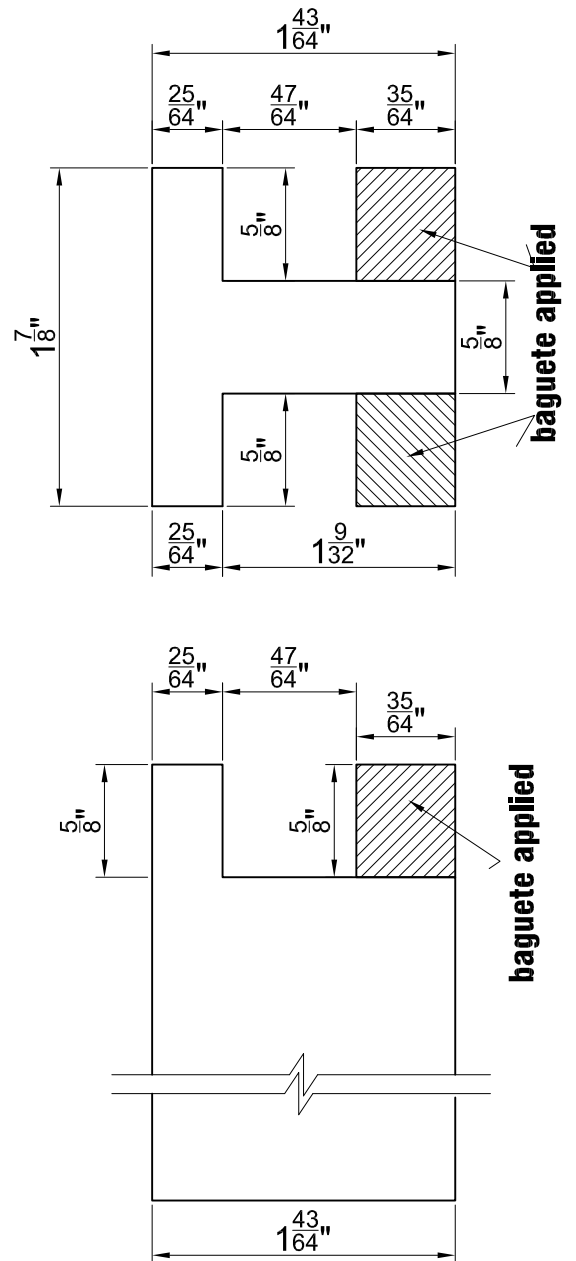 1 43/64"
25/64" 47/64" 35/64"
5/8"
1 7/8"
5/8"
baguete applied
5/8"
25/64" 1 9/32"
25/64" 47/64"
35/64"
5/8" 5/8"
baguete applied
1 43/64"